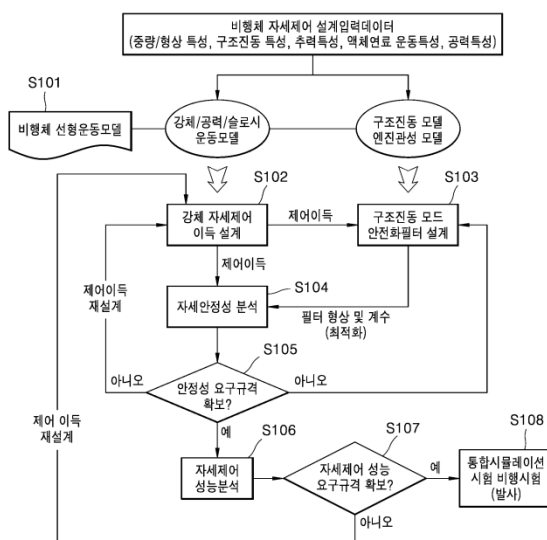 비행체 자세제어 설계입력데이터
(중량/형상 특성, 구조진동 특성, 추력특성, 액체연료 운동특성, 공력특성)
S101
비행체 선형운동모델
강체/공력/슬로시
운동모델
구조진동 모델
엔진관성 모델
S102
S103
강체 자세제어
이득 설계
제어이득
구조진동 모드
안전화필터 설계
제어이득
재설계
제어이득
S104
자세안정성 분석
필터 형상 및 계수
(최적화)
S105
아니오
안정성 요구규격
확보?
아니오
제어 이득
재설계
예
S106
S107
S108
자세제어
성능분석
자세제어 성능
요구규격 확보?
예
통합시뮬레이션
시험 비행시험
(발사)
아니오